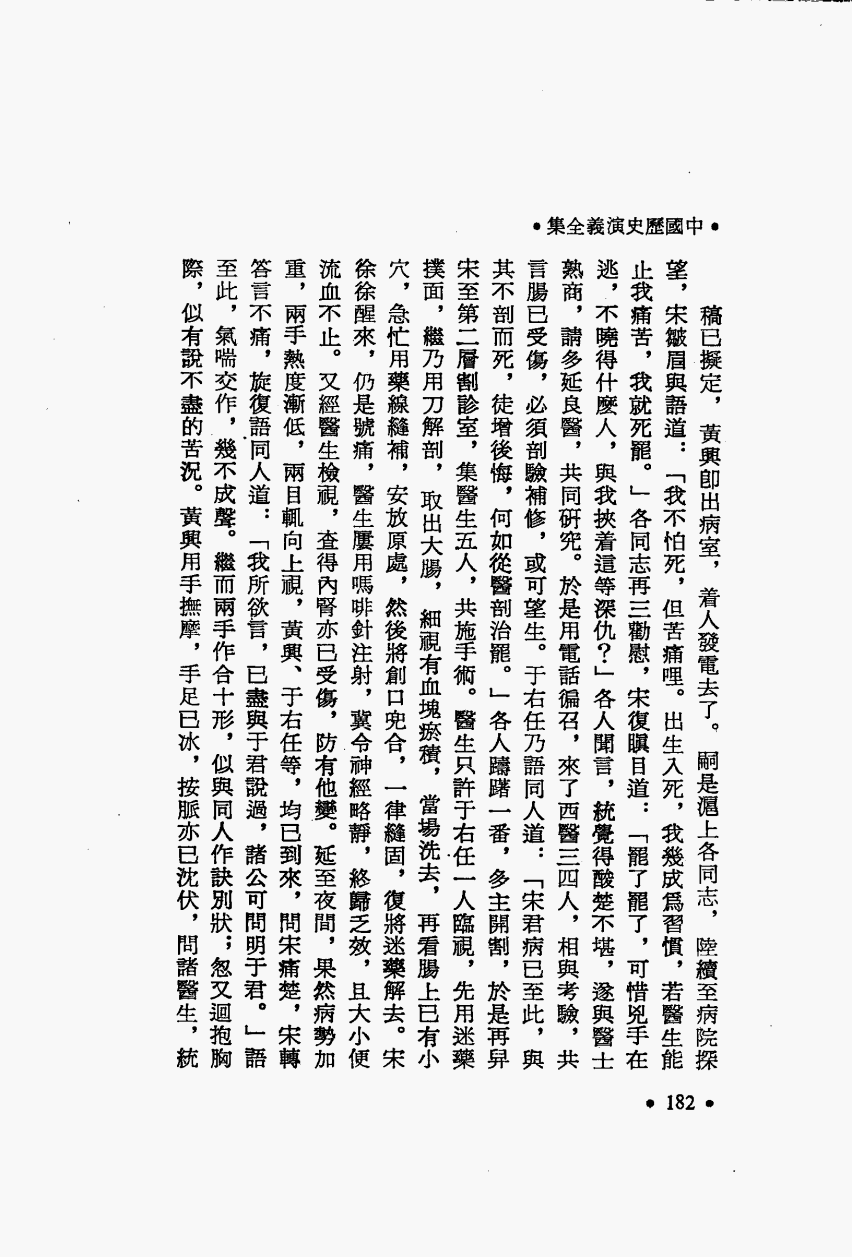 •中國歷史演義全集•
稿已擬定，黃興卽出病室，着人發電去了。嗣是滬上各同志，陸續至病院探
望，宋皺眉與語道：「我不怕死，但苦痛哩。出生入死，我幾成爲習慣，若醫生能
止我痛苦，我就死罷。」各同志再三勸慰，宋復瞋目道：「罷了罷了，可惜兇手在
逃，不曉得什麼人，與我挾着這等深仇？」各人聞言，統覺得酸楚不堪，遂與醫士
熟商，請多延良醫，共同研究。於是用電話徧召，來了西醫三四人，相與考驗，共
言腸已受傷，必須剖驗補修，或可望生。于右任乃語同人道：「宋君病已至此，與
其不剖而死，徒增後悔，何如從醫剖治罷。」各人躊躇一番，多主開割，於是再舁
宋至第二層割診室，集醫生五人，共施手術。醫生只許于右任一人臨視，先用迷藥
撲面，繼乃用刀解剖，取出大腸，細視有血塊瘀積，當場洗去，再看腸上已有小
穴，急忙用藥線縫補，安放原處，然後將創口兜合，一律縫固，復將迷藥解去。宋
徐徐醒來，仍是號痛，醫生屢用嗎啡針注射，冀令神經略靜，終歸乏效，且大小便
流血不止。又經醫生檢視，查得內腎亦已受傷，防有他變。延至夜間，果然病勢加
重，兩手熱度漸低，兩目輒向上視，黃興、于右任等，均已到來，問宋痛楚，宋轉
答言不痛，旋復語同人道：「我所欲言，已盡與于君說過，諸公可問明于君。」語
至此，氣喘交作，幾不成聲。繼而兩手作合十形，似與同人作訣別狀；忽又迴抱胸
際，似有說不盡的苦況。黃興用手撫摩，手足已冰，按脈亦已沈伏，問諸醫生，統
•182•